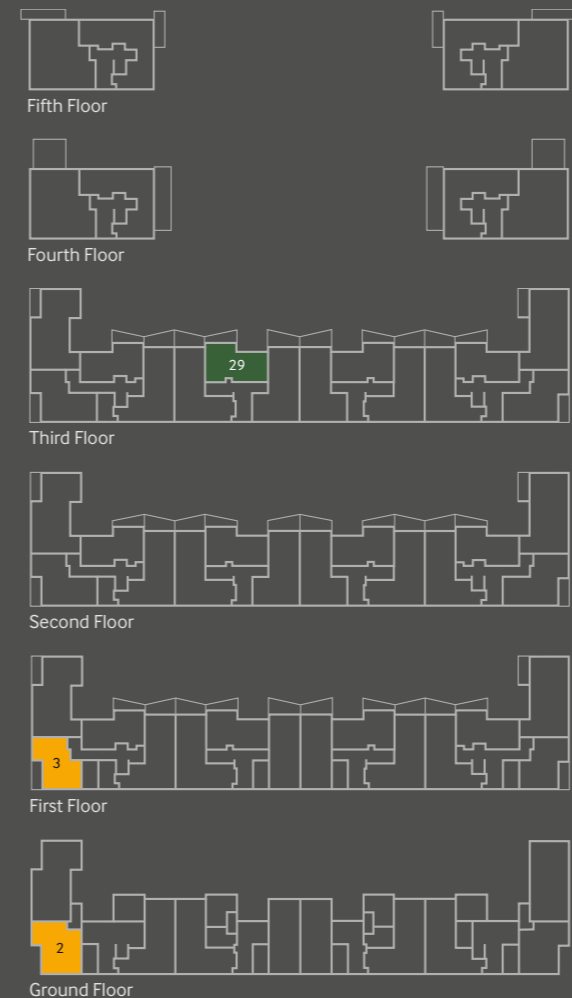 Fifth Floor
Fourth Floor
29
Third Floor
Second Floor
3
First Floor
2
Ground Floor